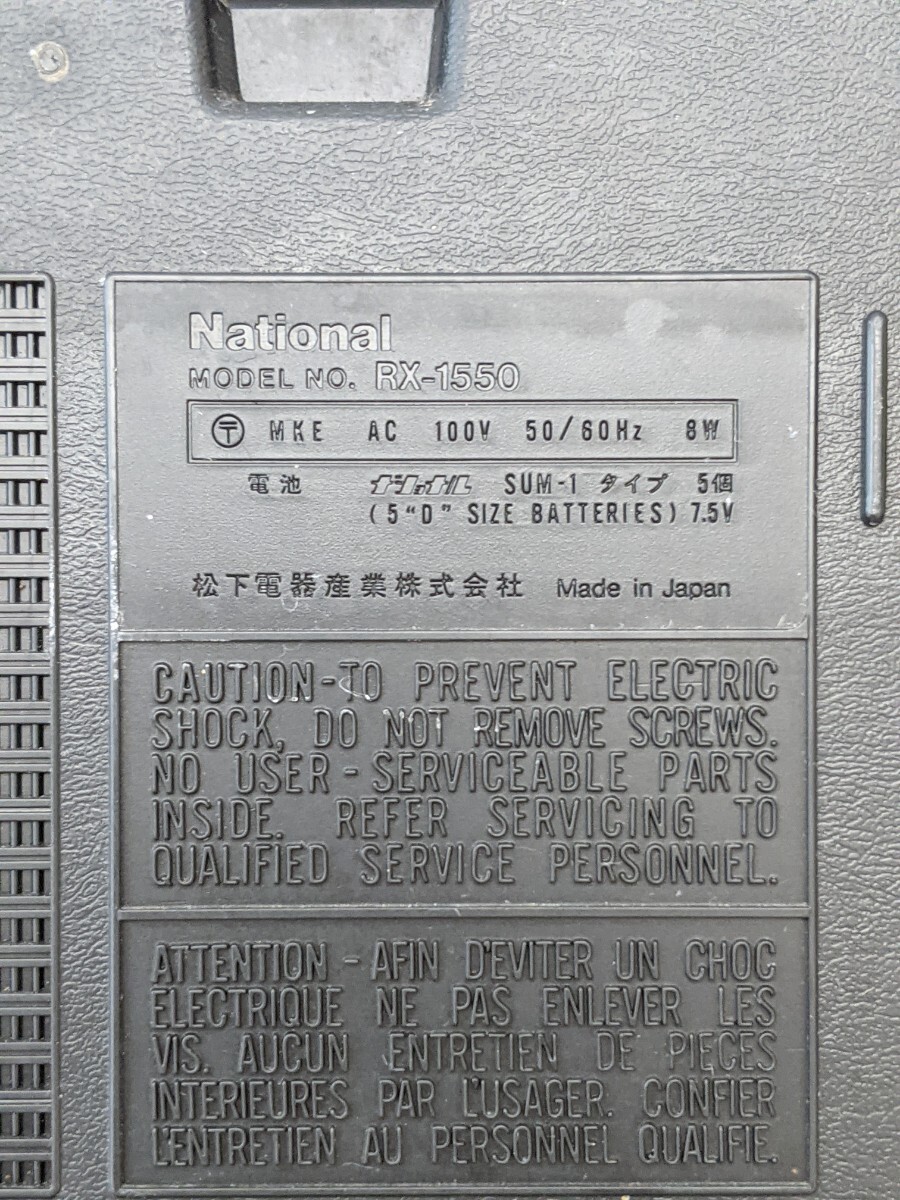 National
MODEL NO. RX-1550
〒 MKE AC 100V 50/60Hz 8W
電池 ナショナル SUM-1 タイプ 5個
(5 "D" SIZE BATTERIES) 7.5V
松下電器産業株式会社 Made in Japan
CAUTION-TO PREVENT ELECTRIC
SHOCK, DO NOT REMOVE SCREWS.
NO USER-SERVICEABLE PARTS
INSIDE. REFER SERVICING TO
QUALIFIED SERVICE PERSONNEL.
ATTENTION - AFIN D'EVITER UN CHOC
ELECTRIQUE NE PAS ENLEVER LES
VIS. AUCUN ENTRETIEN DE PIECES
INTERIEURES PAR L'USAGER. CONFIER
L'ENTRETIEN AU PERSONNEL QUALIFIE.